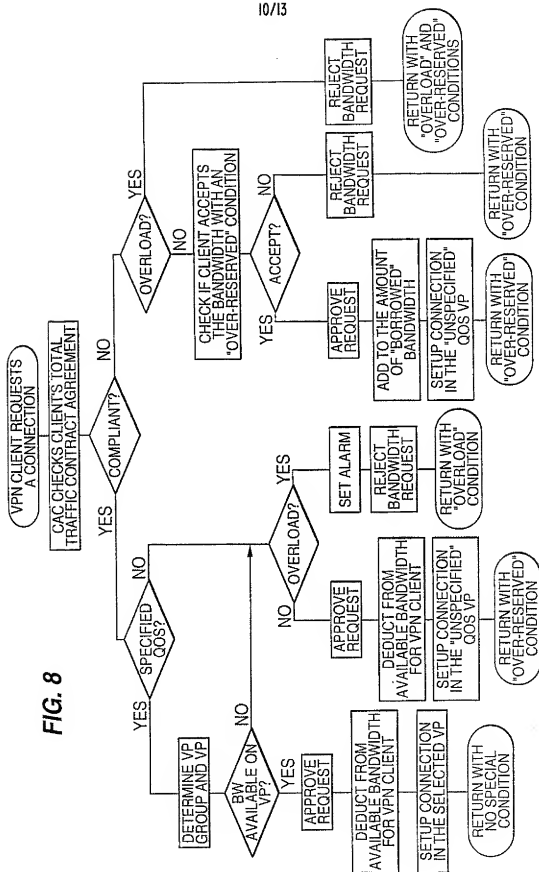 10/13
FIG. 8
VPN CLIENT REQUESTS
A CONNECTION
CAC CHECKS CLIENT'S TOTAL
TRAFFIC CONTRACT AGREEMENT
COMPLIANT?
YES
NO
SPECIFIED
QOS?
YES
NO
DETERMINE VP
GROUP AND VP
BW
AVAILABLE ON
VP?
NO
YES
APPROVE
REQUEST
DEDUCT FROM
AVAILABLE BANDWIDTH
FOR VPN CLIENT
SETUP CONNECTION
IN THE SELECTED VP
RETURN WITH
NO SPECIAL
CONDITION
OVERLOAD?
NO
YES
APPROVE
REQUEST
DEDUCT FROM
AVAILABLE BANDWIDTH
FOR VPN CLIENT
SETUP CONNECTION
IN THE "UNSPECIFIED"
QOS VP
RETURN WITH
"OVER-RESERVED"
CONDITION
SET ALARM
REJECT
BANDWIDTH
REQUEST
RETURN WITH
"OVERLOAD"
CONDITION
OVERLOAD?
YES
NO
CHECK IF CLIENT ACCEPTS
THE BANDWIDTH WITH AN
"OVER-RESERVED" CONDITION
ACCEPT?
YES
NO
APPROVE
REQUEST
ADD TO THE AMOUNT
OF "BORROWED"
BANDWIDTH
SETUP CONNECTION
IN THE "UNSPECIFIED"
QOS VP
RETURN WITH
"OVER-RESERVED"
CONDITION
REJECT
BANDWIDTH
REQUEST
RETURN WITH
"OVER-RESERVED"
CONDITION
REJECT
BANDWIDTH
REQUEST
RETURN WITH
"OVERLOAD" AND
"OVER-RESERVED"
CONDITIONS